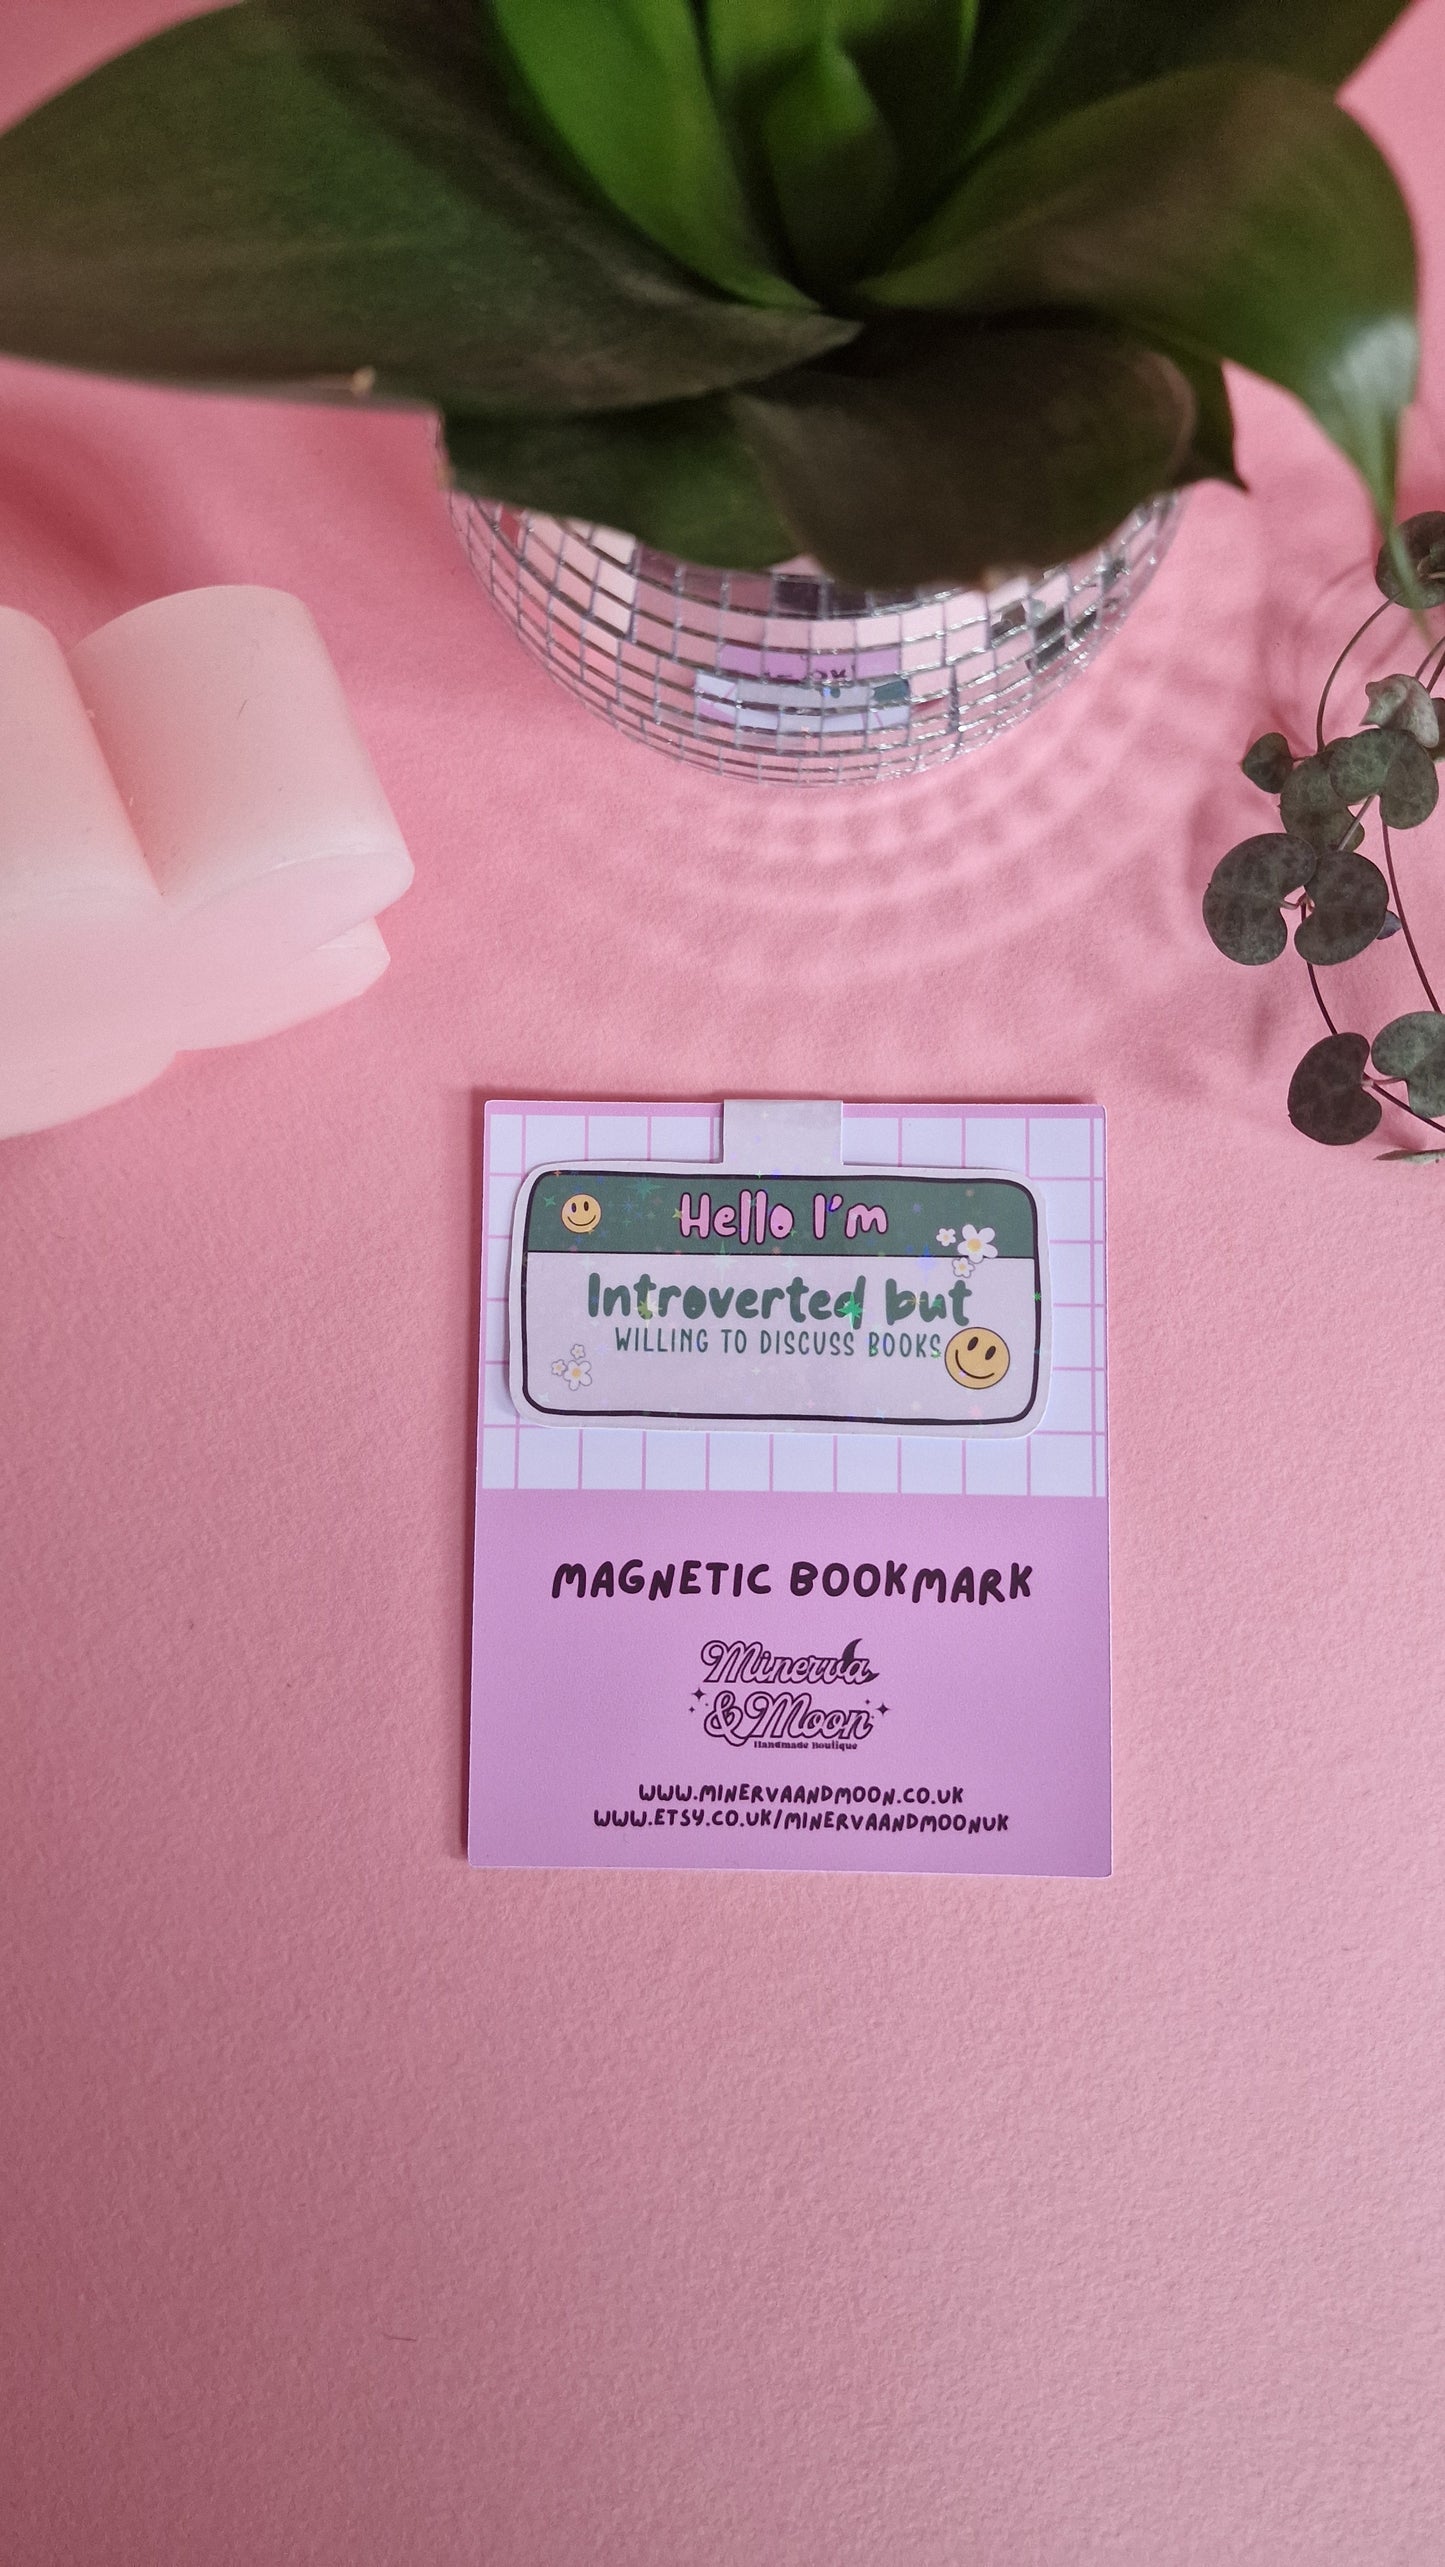 Hello I'm
Introverted but
WILLING TO DISCUSS BOOKS
MAGNETIC BOOKMARK
Minerva
& Moon
Handmade Boutique
WWW.MINERVAANDMOON.CO.UK
WWW.ETSY.CO.UK/MINERVAANDMOONUK